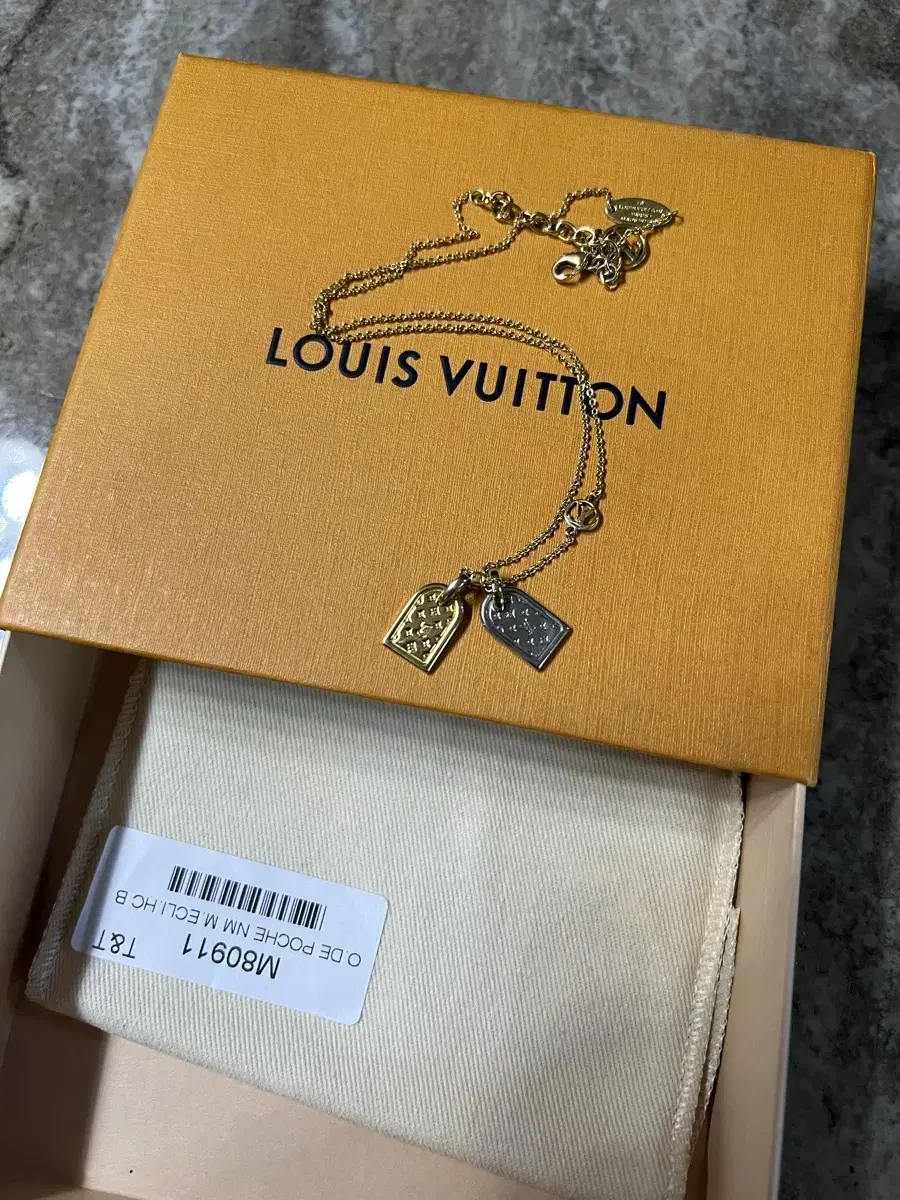 LOUIS VUITTON
M80911 T&T
O.DE POCHE NM M.ECLI.HC B